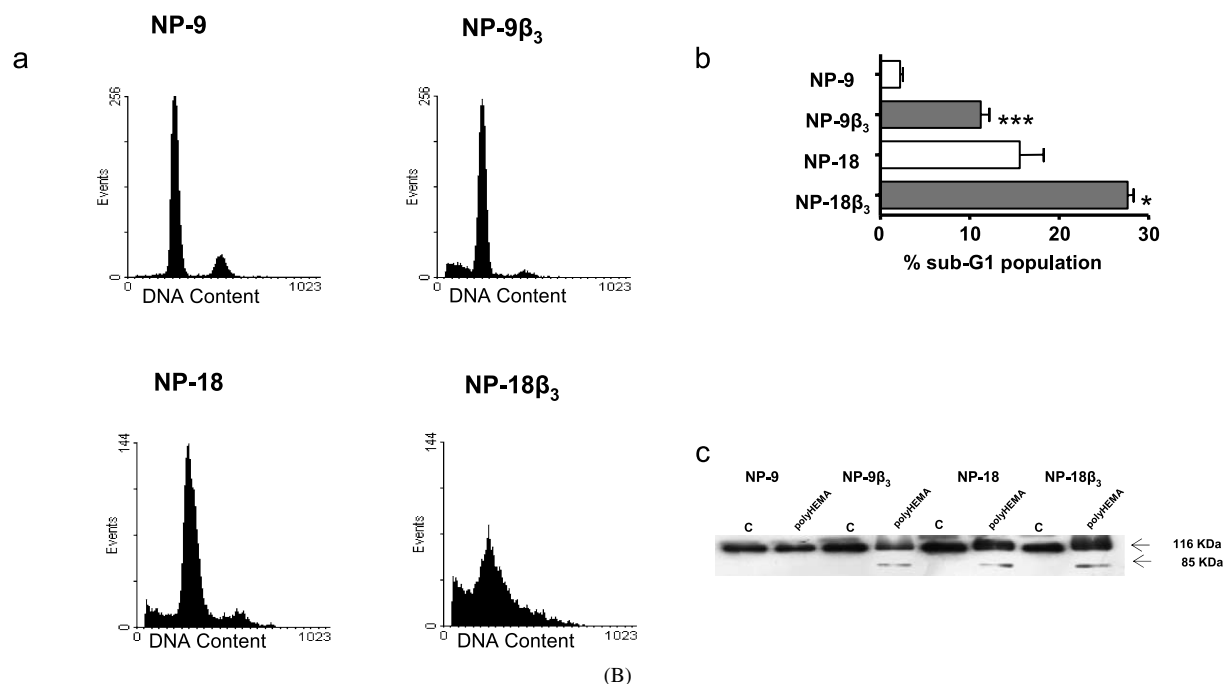 a
NP-9
256
Events
0
0
DNA Content
1023
NP-9β₃
256
Events
0
0
DNA Content
1023
b
NP-9
NP-9β₃
***
NP-18
NP-18β₃
*
0 10 20 30
% sub-G1 population
NP-18
144
Events
0
0
DNA Content
1023
NP-18β₃
144
Events
0
0
DNA Content
1023
c
NP-9 NP-9β₃ NP-18 NP-18β₃
C polyHEMA C polyHEMA C polyHEMA C polyHEMA
116 KDa
85 KDa
(B)